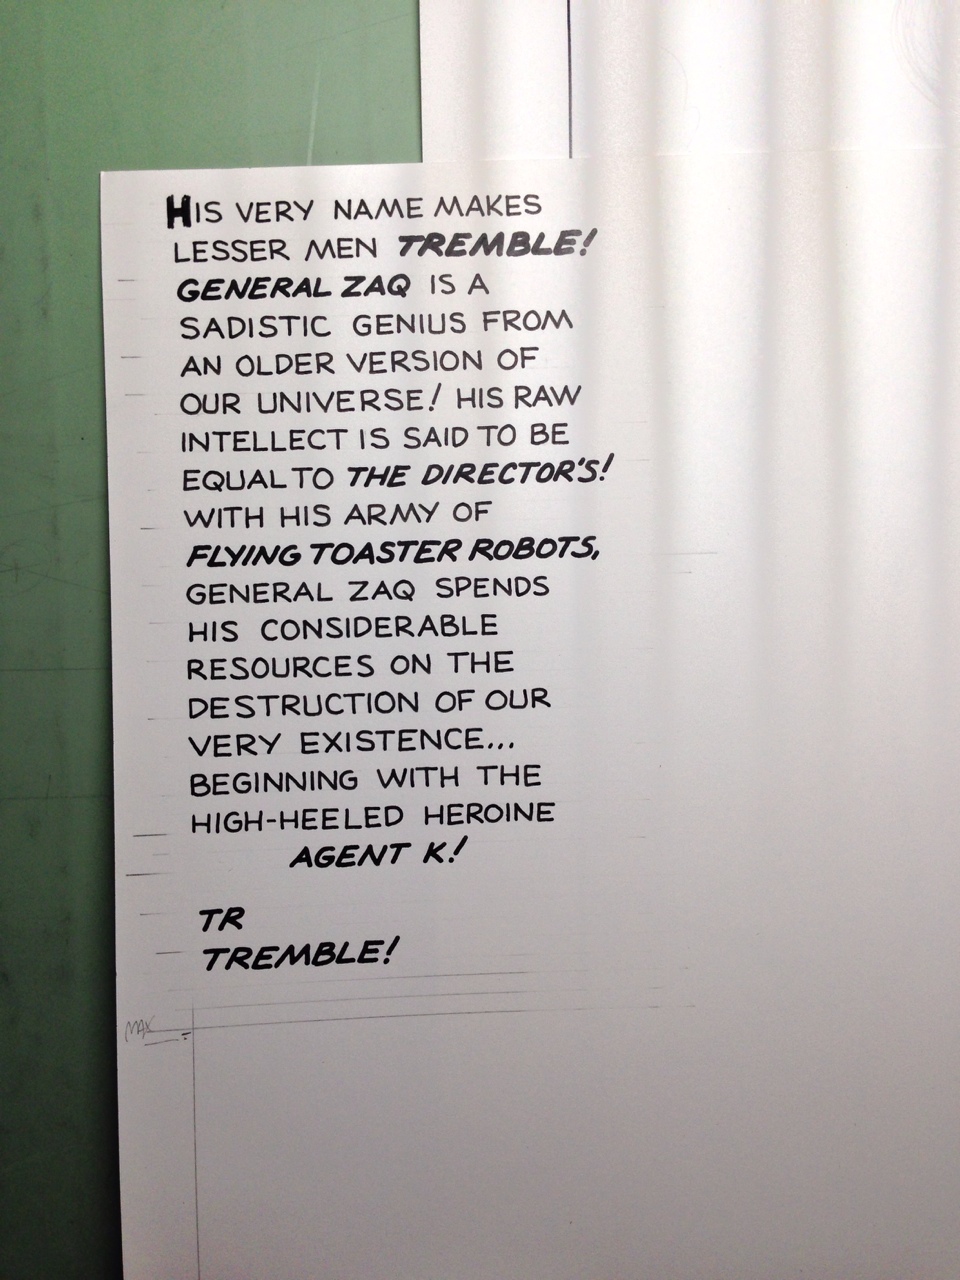 HIS VERY NAME MAKES
LESSER MEN TREMBLE!
GENERAL ZAQ IS A
SADISTIC GENIUS FROM
AN OLDER VERSION OF
OUR UNIVERSE! HIS RAW
INTELLECT IS SAID TO BE
EQUAL TO THE DIRECTOR'S!
WITH HIS ARMY OF
FLYING TOASTER ROBOTS,
GENERAL ZAQ SPENDS
HIS CONSIDERABLE
RESOURCES ON THE
DESTRUCTION OF OUR
VERY EXISTENCE...
BEGINNING WITH THE
HIGH-HEELED HEROINE
AGENT K!
TR
TREMBLE!
MAX